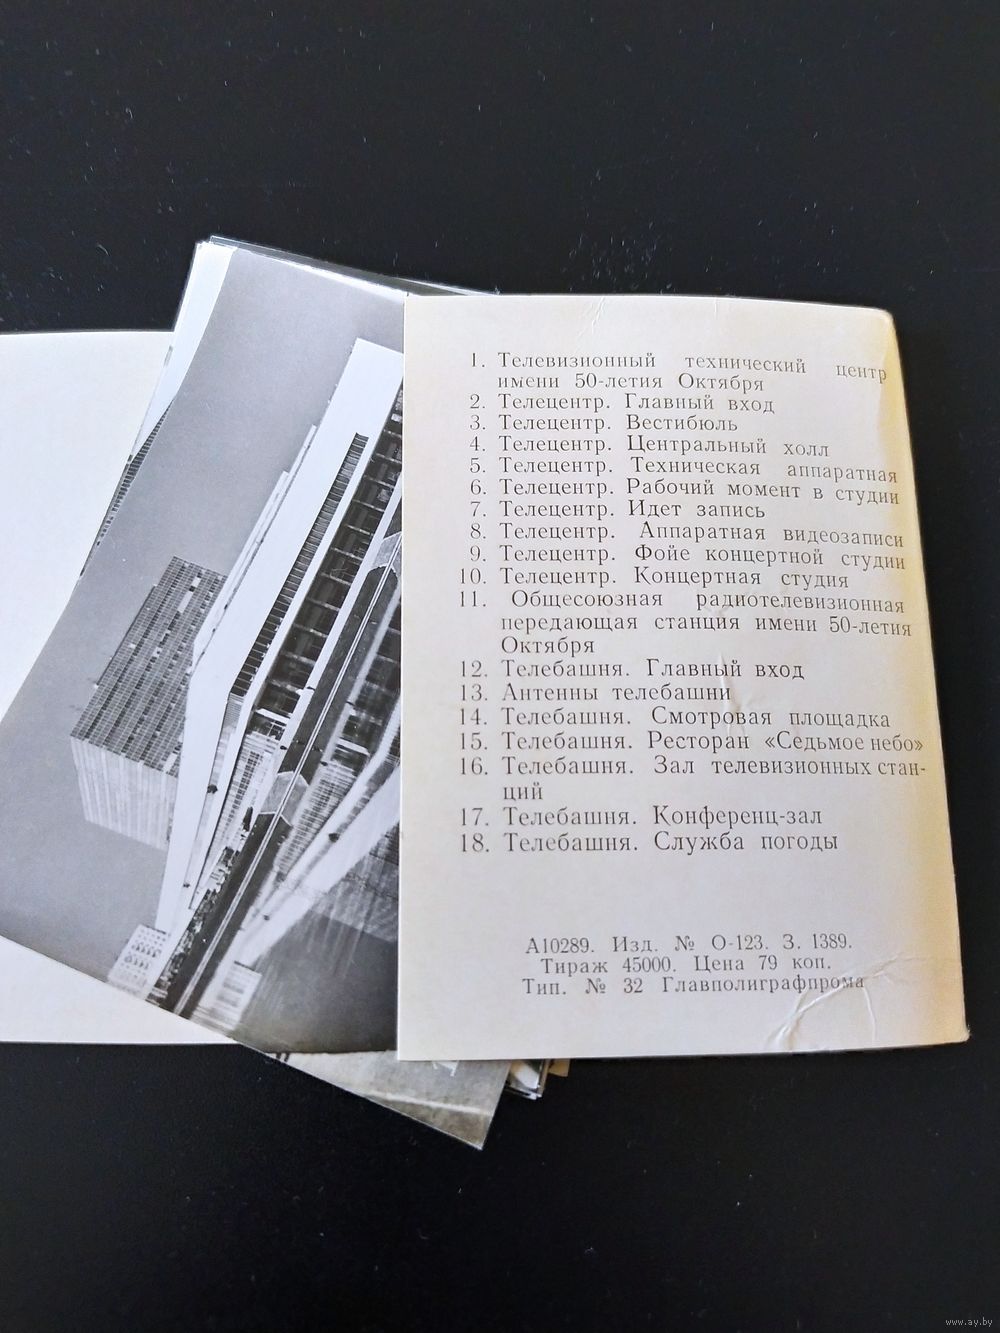 1. Телевизионный технический центр
имени 50-летия Октября
2. Телецентр. Главный вход
3. Телецентр. Вестибюль
4. Телецентр. Центральный холл
5. Телецентр. Техническая аппаратная
6. Телецентр. Рабочий момент в студии
7. Телецентр. Идет запись
8. Телецентр. Аппаратная видеозаписи
9. Телецентр. Фойе концертной студии
10. Телецентр. Концертная студия
11. Общесоюзная радиотелевизионная
передающая станция имени 50-летия
Октября
12. Телебашня. Главный вход
13. Антенны телебашни
14. Телебашня. Смотровая площадка
15. Телебашня. Ресторан «Седьмое небо»
16. Телебашня. Зал телевизионных стан-
ций
17. Телебашня. Конференц-зал
18. Телебашня. Служба погоды
А10289. Изд. № О-123. З. 1389.
Тираж 45000. Цена 79 коп.
Тип. № 32 Главполиграфпрома
www.ay.by